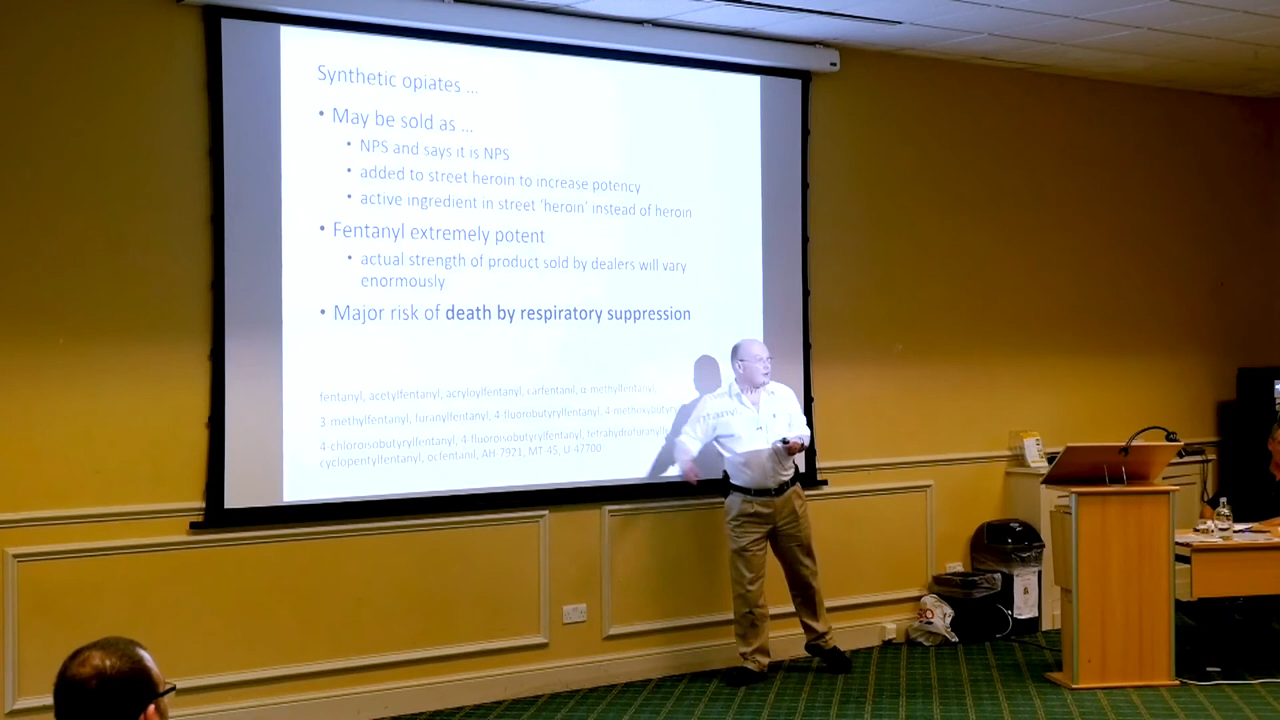 Synthetic opiates ...
• May be sold as ...
• NPS and says it is NPS
• added to street heroin to increase potency
• active ingredient in street 'heroin' instead of heroin
• Fentanyl extremely potent
• actual strength of product sold by dealers will vary
enormously
• Major risk of death by respiratory suppression
fentanyl, acetylfentanyl, acryloylfentanyl, carfentanil, α-methylfentanyl,
3-methylfentanyl, furanylfentanyl, 4-fluorobutyrylfentanyl,
4-chloroisobutyrylfentanyl, 4-fluoroisobutyrylfentanyl,
cyclopentylfentanyl, ocfentanil, AH-7921, MT-45, U-47700